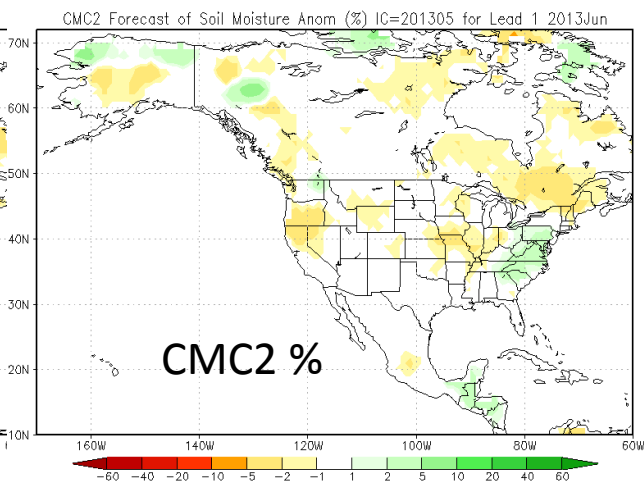 CMC2 Forecast of Soil Moisture Anom (%) IC=201305 for Lead 1 2013Jun
70N
60N
50N
40N
30N
20N
10N
CMC2 %
160W 140W 120W 100W 80W 60W
-60 -40 -20 -10 -5 -2 -1 1 2 5 10 20 40 60